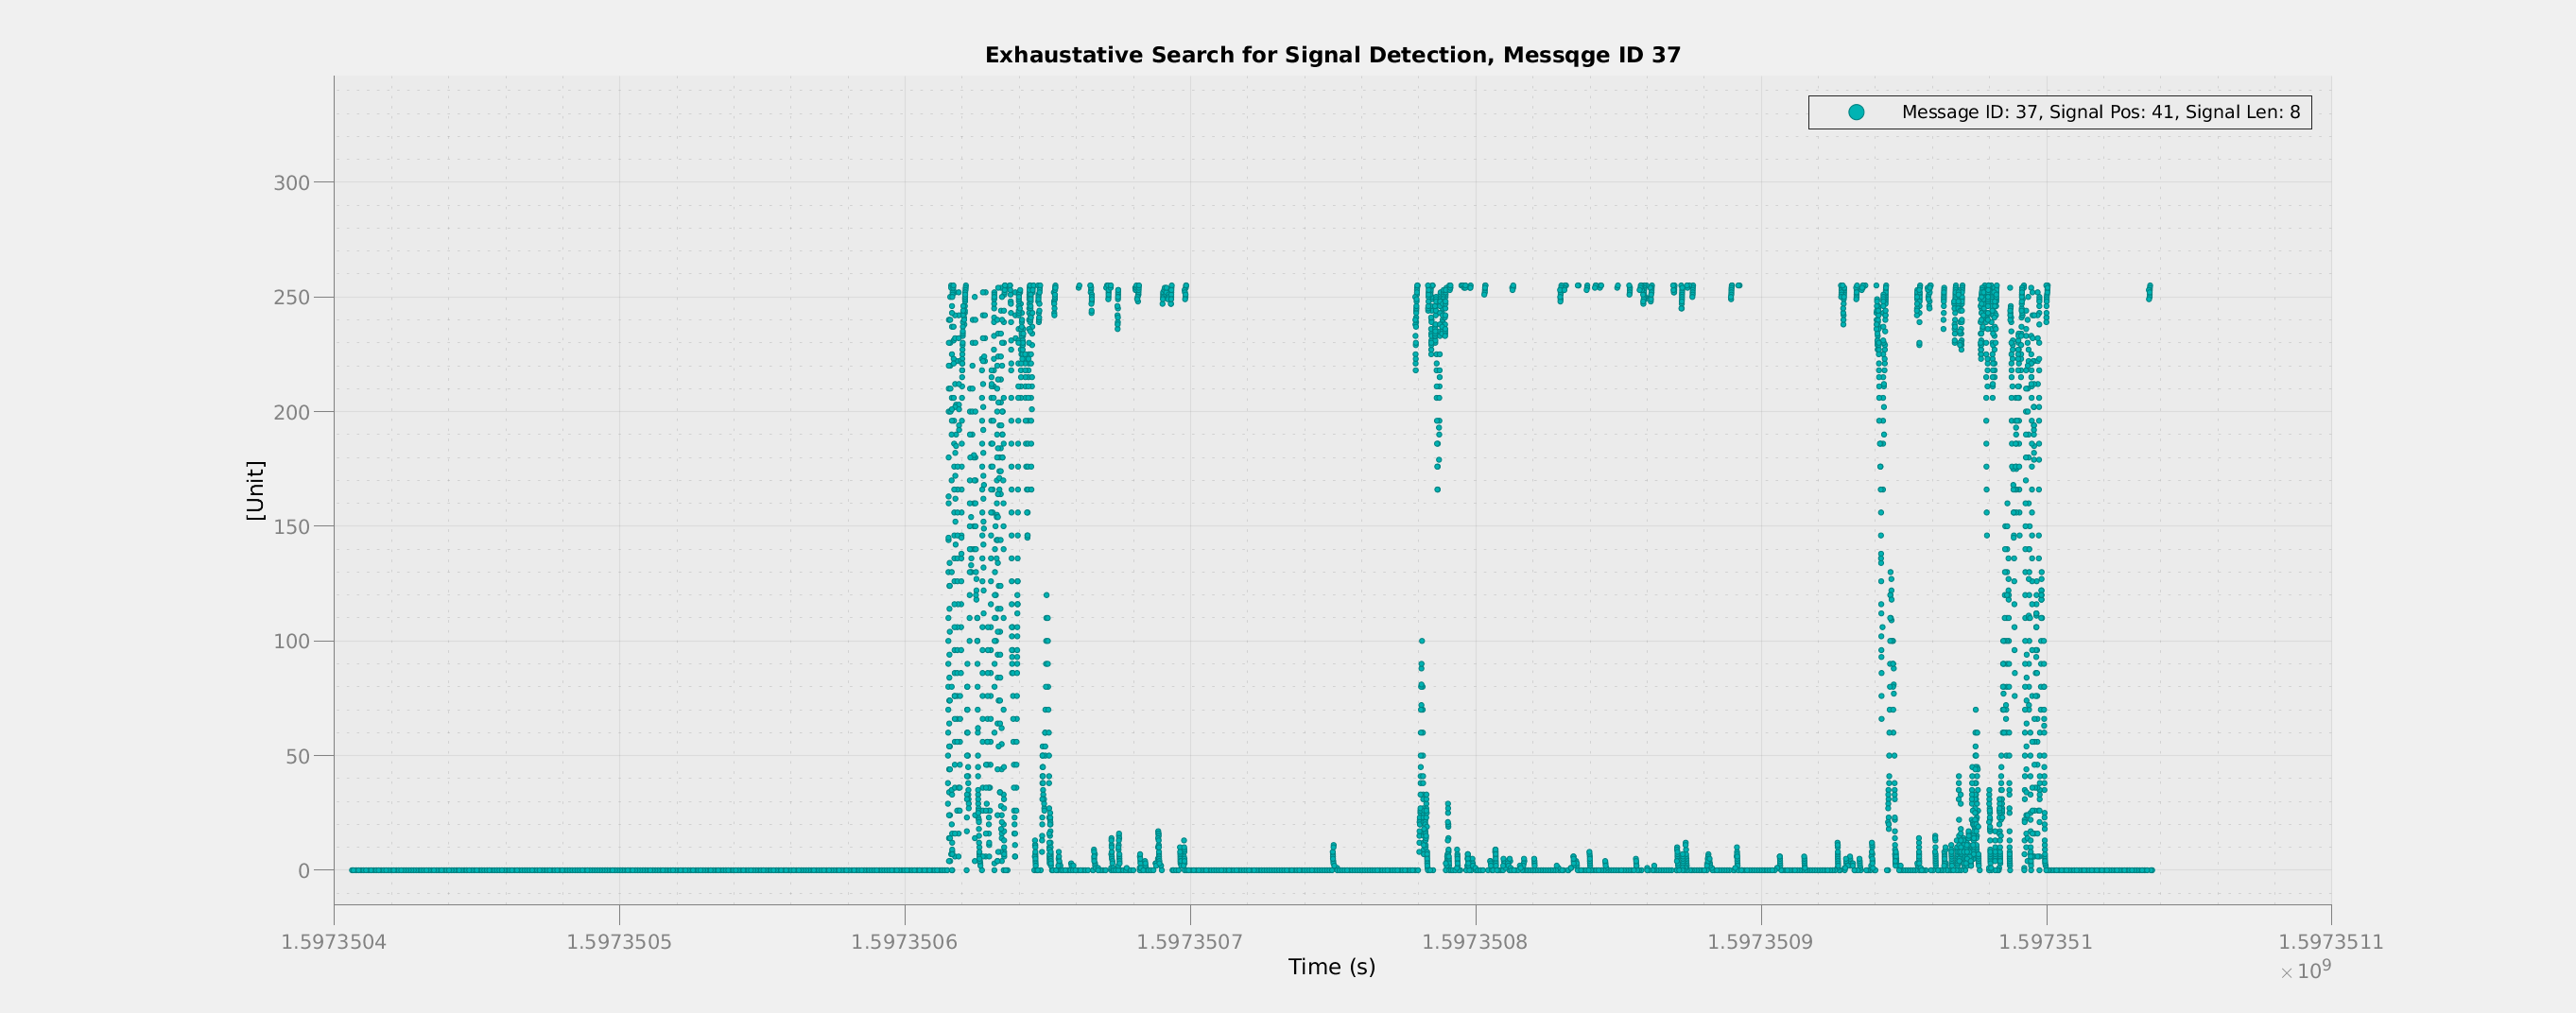 Exhaustative Search for Signal Detection, Messqge ID 37
Message ID: 37, Signal Pos: 41, Signal Len: 8
300
250
200
150
100
50
0
[Unit]
1.5973504 1.5973505 1.5973506 1.5973507 1.5973508 1.5973509 1.597351 1.5973511
Time (s)
× 10⁹